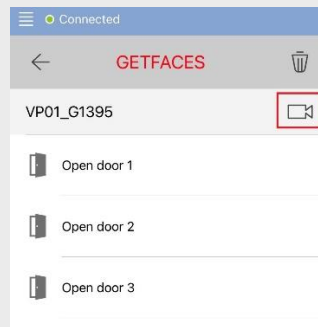 Connected
GETFACES
VP01_G1395
Open door 1
Open door 2
Open door 3